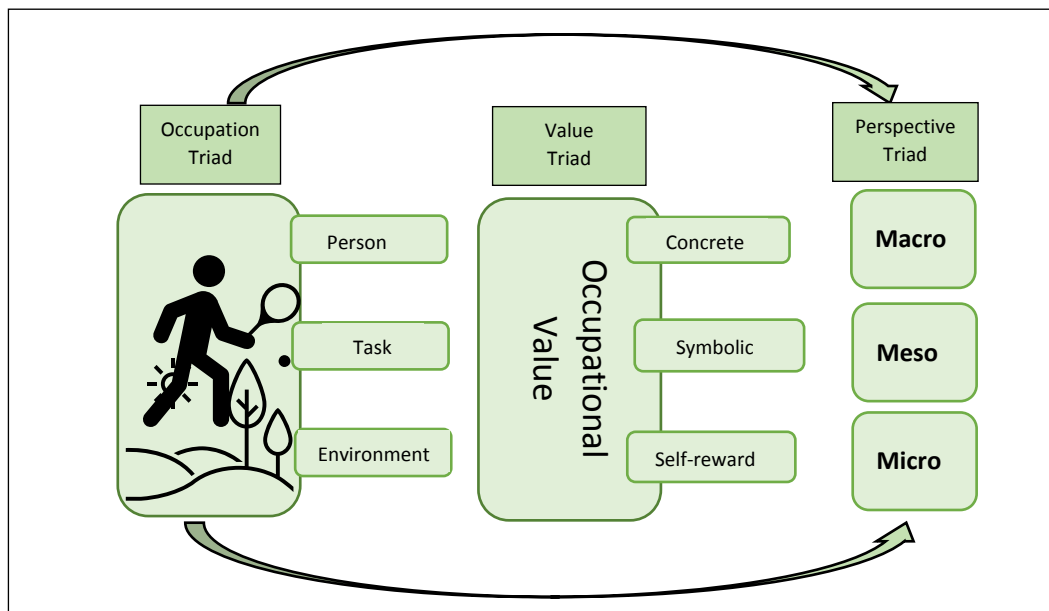 Occupation
Triad
Value
Triad
Perspective
Triad
Person
Task
Environment
Occupational
Value
Concrete
Symbolic
Self-reward
Macro
Meso
Micro